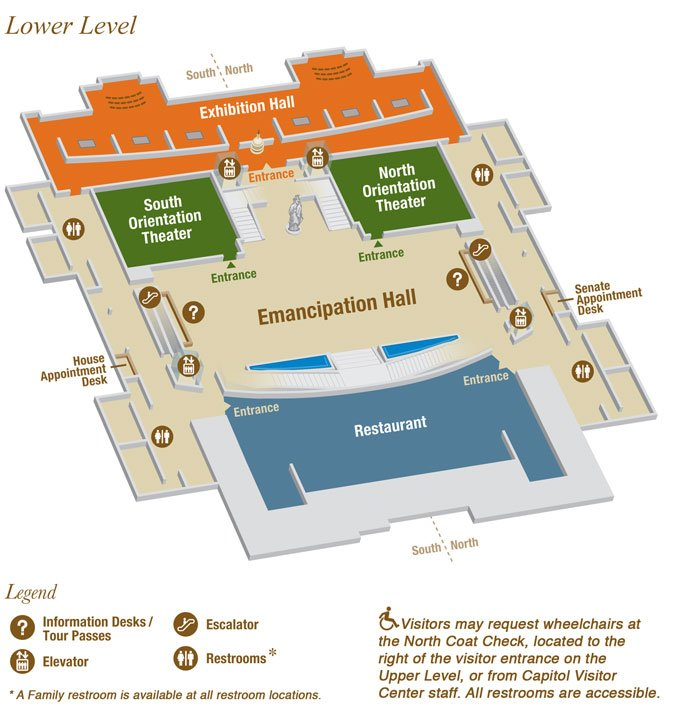 Lower Level
South
North
Exhibition Hall
Entrance
North
Orientation
Theater
South
Orientation
Theater
Entrance
Entrance
Senate
Appointment
Desk
?
?
Emancipation Hall
House
Appointment
Desk
Entrance
Entrance
Restaurant
South
North
Legend
? Information Desks /
Tour Passes
Escalator
Elevator
Restrooms*
* A Family restroom is available at all restroom locations.
Visitors may request wheelchairs at
the North Coat Check, located to the
right of the visitor entrance on the
Upper Level, or from Capitol Visitor
Center staff. All restrooms are accessible.